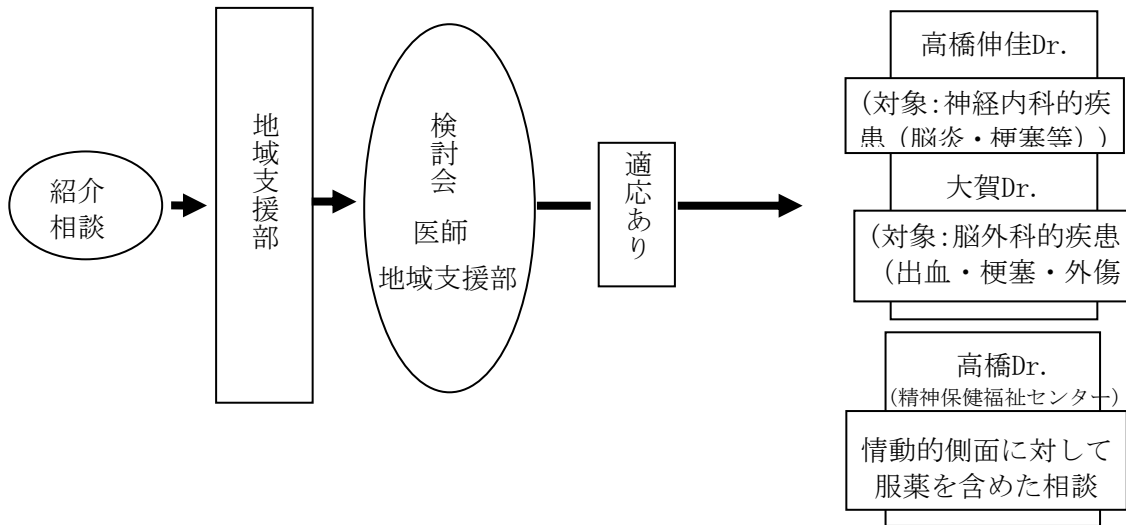 紹介
相談
地域支援部
検討会
医師
地域支援部
適応あり
高橋伸佳Dr.
(対象:神経内科的疾
患(脳炎・梗塞等))
大賀Dr.
(対象:脳外科的疾患
(出血・梗塞・外傷
高橋Dr.
(精神保健福祉センター)
情動的側面に対して
服薬を含めた相談